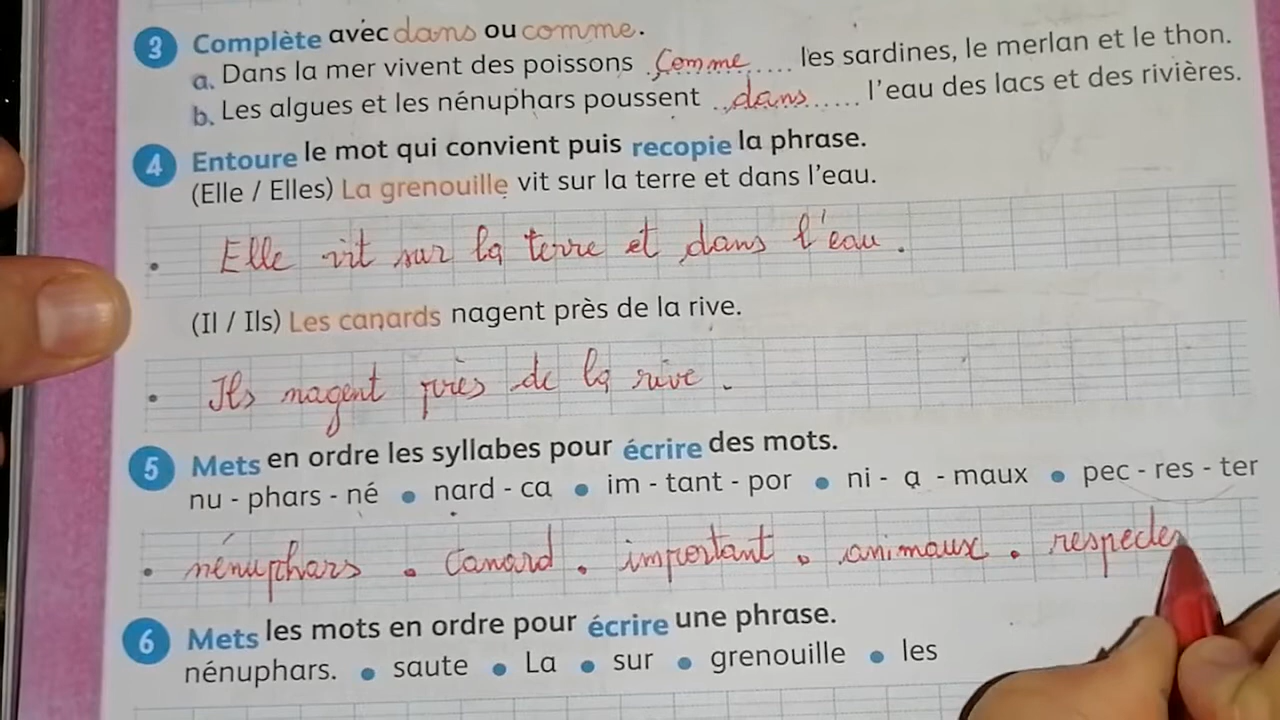 3 Complète avec dans ou comme.
a. Dans la mer vivent des poissons comme les sardines, le merlan et le thon.
b. Les algues et les nénuphars poussent dans l'eau des lacs et des rivières.
4 Entoure le mot qui convient puis recopie la phrase.
(Elle / Elles) La grenouille vit sur la terre et dans l'eau.
• Elle vit sur la terre et dans l'eau.
(Il / Ils) Les canards nagent près de la rive.
• Ils nagent près de la rive.
5 Mets en ordre les syllabes pour écrire des mots.
nu - phars - né • nard - ca • im - tant - por • ni - a - maux • pec - res - ter
• nénuphars . canard . important . animaux . respecter
6 Mets les mots en ordre pour écrire une phrase.
nénuphars. • saute • La • sur • grenouille • les